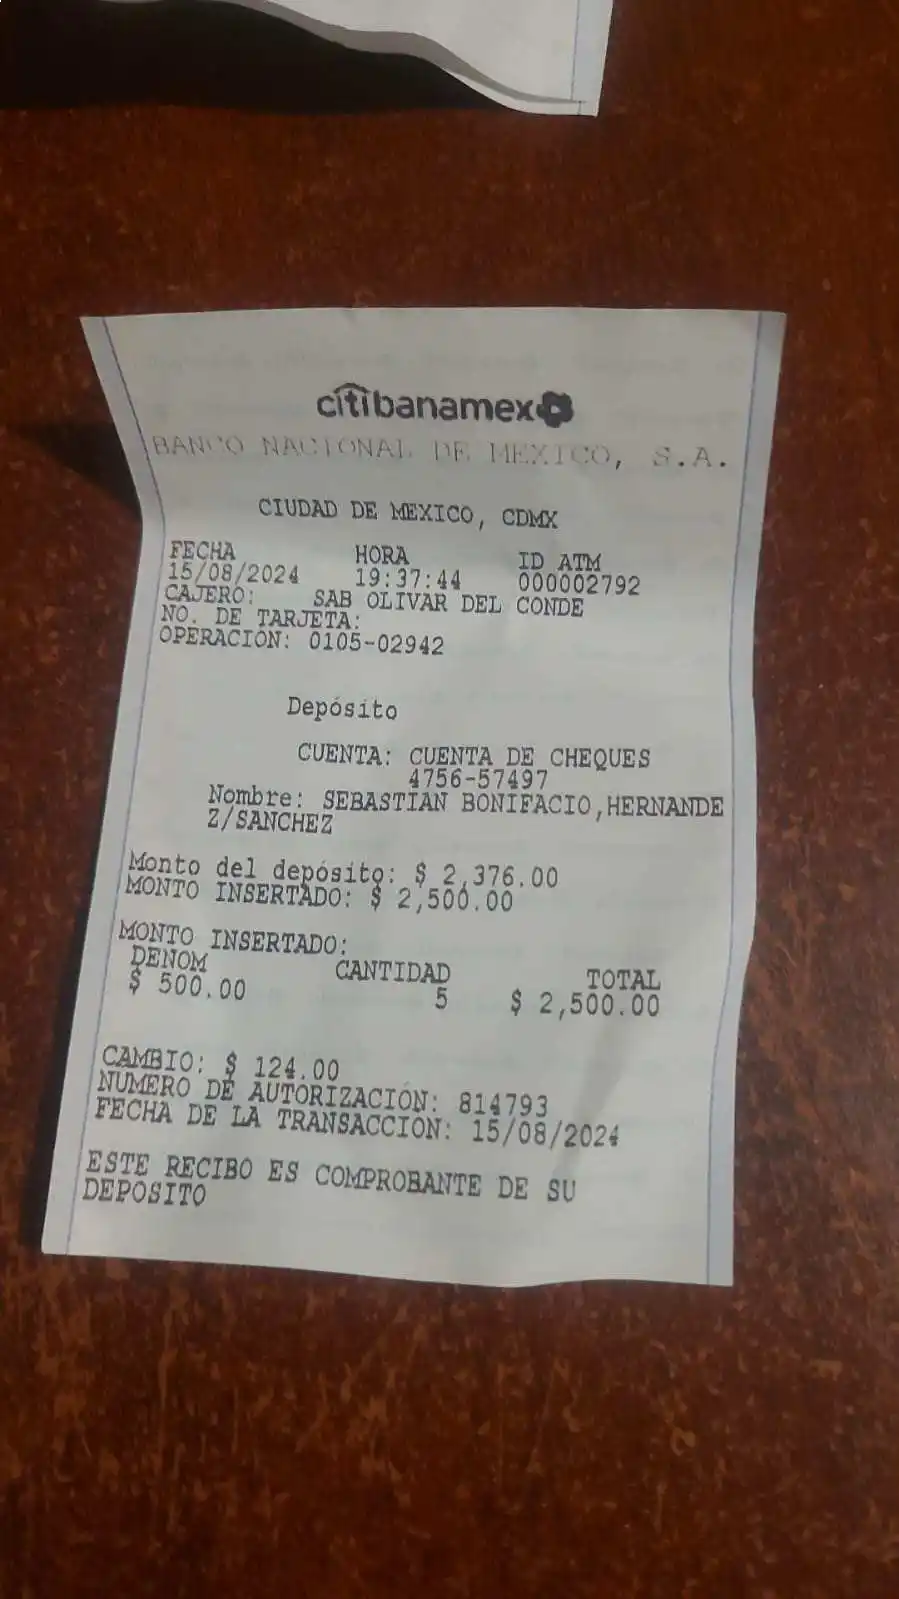 citibanamex
BANCO NACIONAL DE MEXICO, S.A.
CIUDAD DE MEXICO, CDMX
FECHA HORA ID ATM
15/08/2024 19:37:44 000002792
CAJERO: SAB OLIVAR DEL CONDE
NO. DE TARJETA:
OPERACION: 0105-02942
Depósito
CUENTA: CUENTA DE CHEQUES
4756-57497
Nombre: SEBASTIAN BONIFACIO,HERNANDE
Z/SANCHEZ
Monto del depósito: $ 2,376.00
MONTO INSERTADO: $ 2,500.00
MONTO INSERTADO:
DENOM CANTIDAD TOTAL
$ 500.00 5 $ 2,500.00
CAMBIO: $ 124.00
NUMERO DE AUTORIZACIÓN: 814793
FECHA DE LA TRANSACCION: 15/08/2024
ESTE RECIBO ES COMPROBANTE DE SU
DEPOSITO